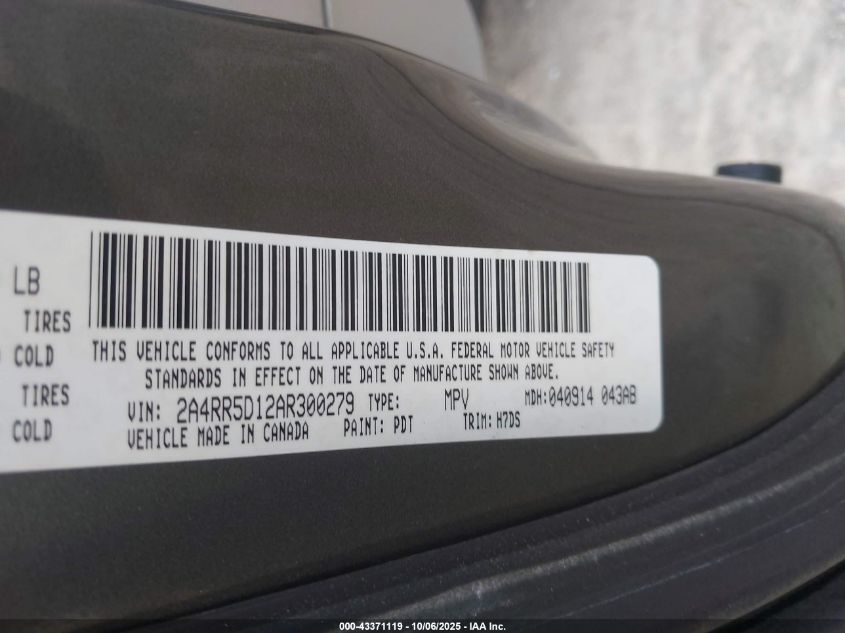 LB
TIRES
COLD
TIRES
COLD
THIS VEHICLE CONFORMS TO ALL APPLICABLE U.S.A. FEDERAL MOTOR VEHICLE SAFETY
STANDARDS IN EFFECT ON THE DATE OF MANUFACTURE SHOWN ABOVE.
VIN: 2A4RR5D12AR300279 TYPE: MPV MDH:040914 043AB
VEHICLE MADE IN CANADA PAINT: PDT TRIM: H7DS
000-43371119 | 10/06/2025 - IAA Inc.